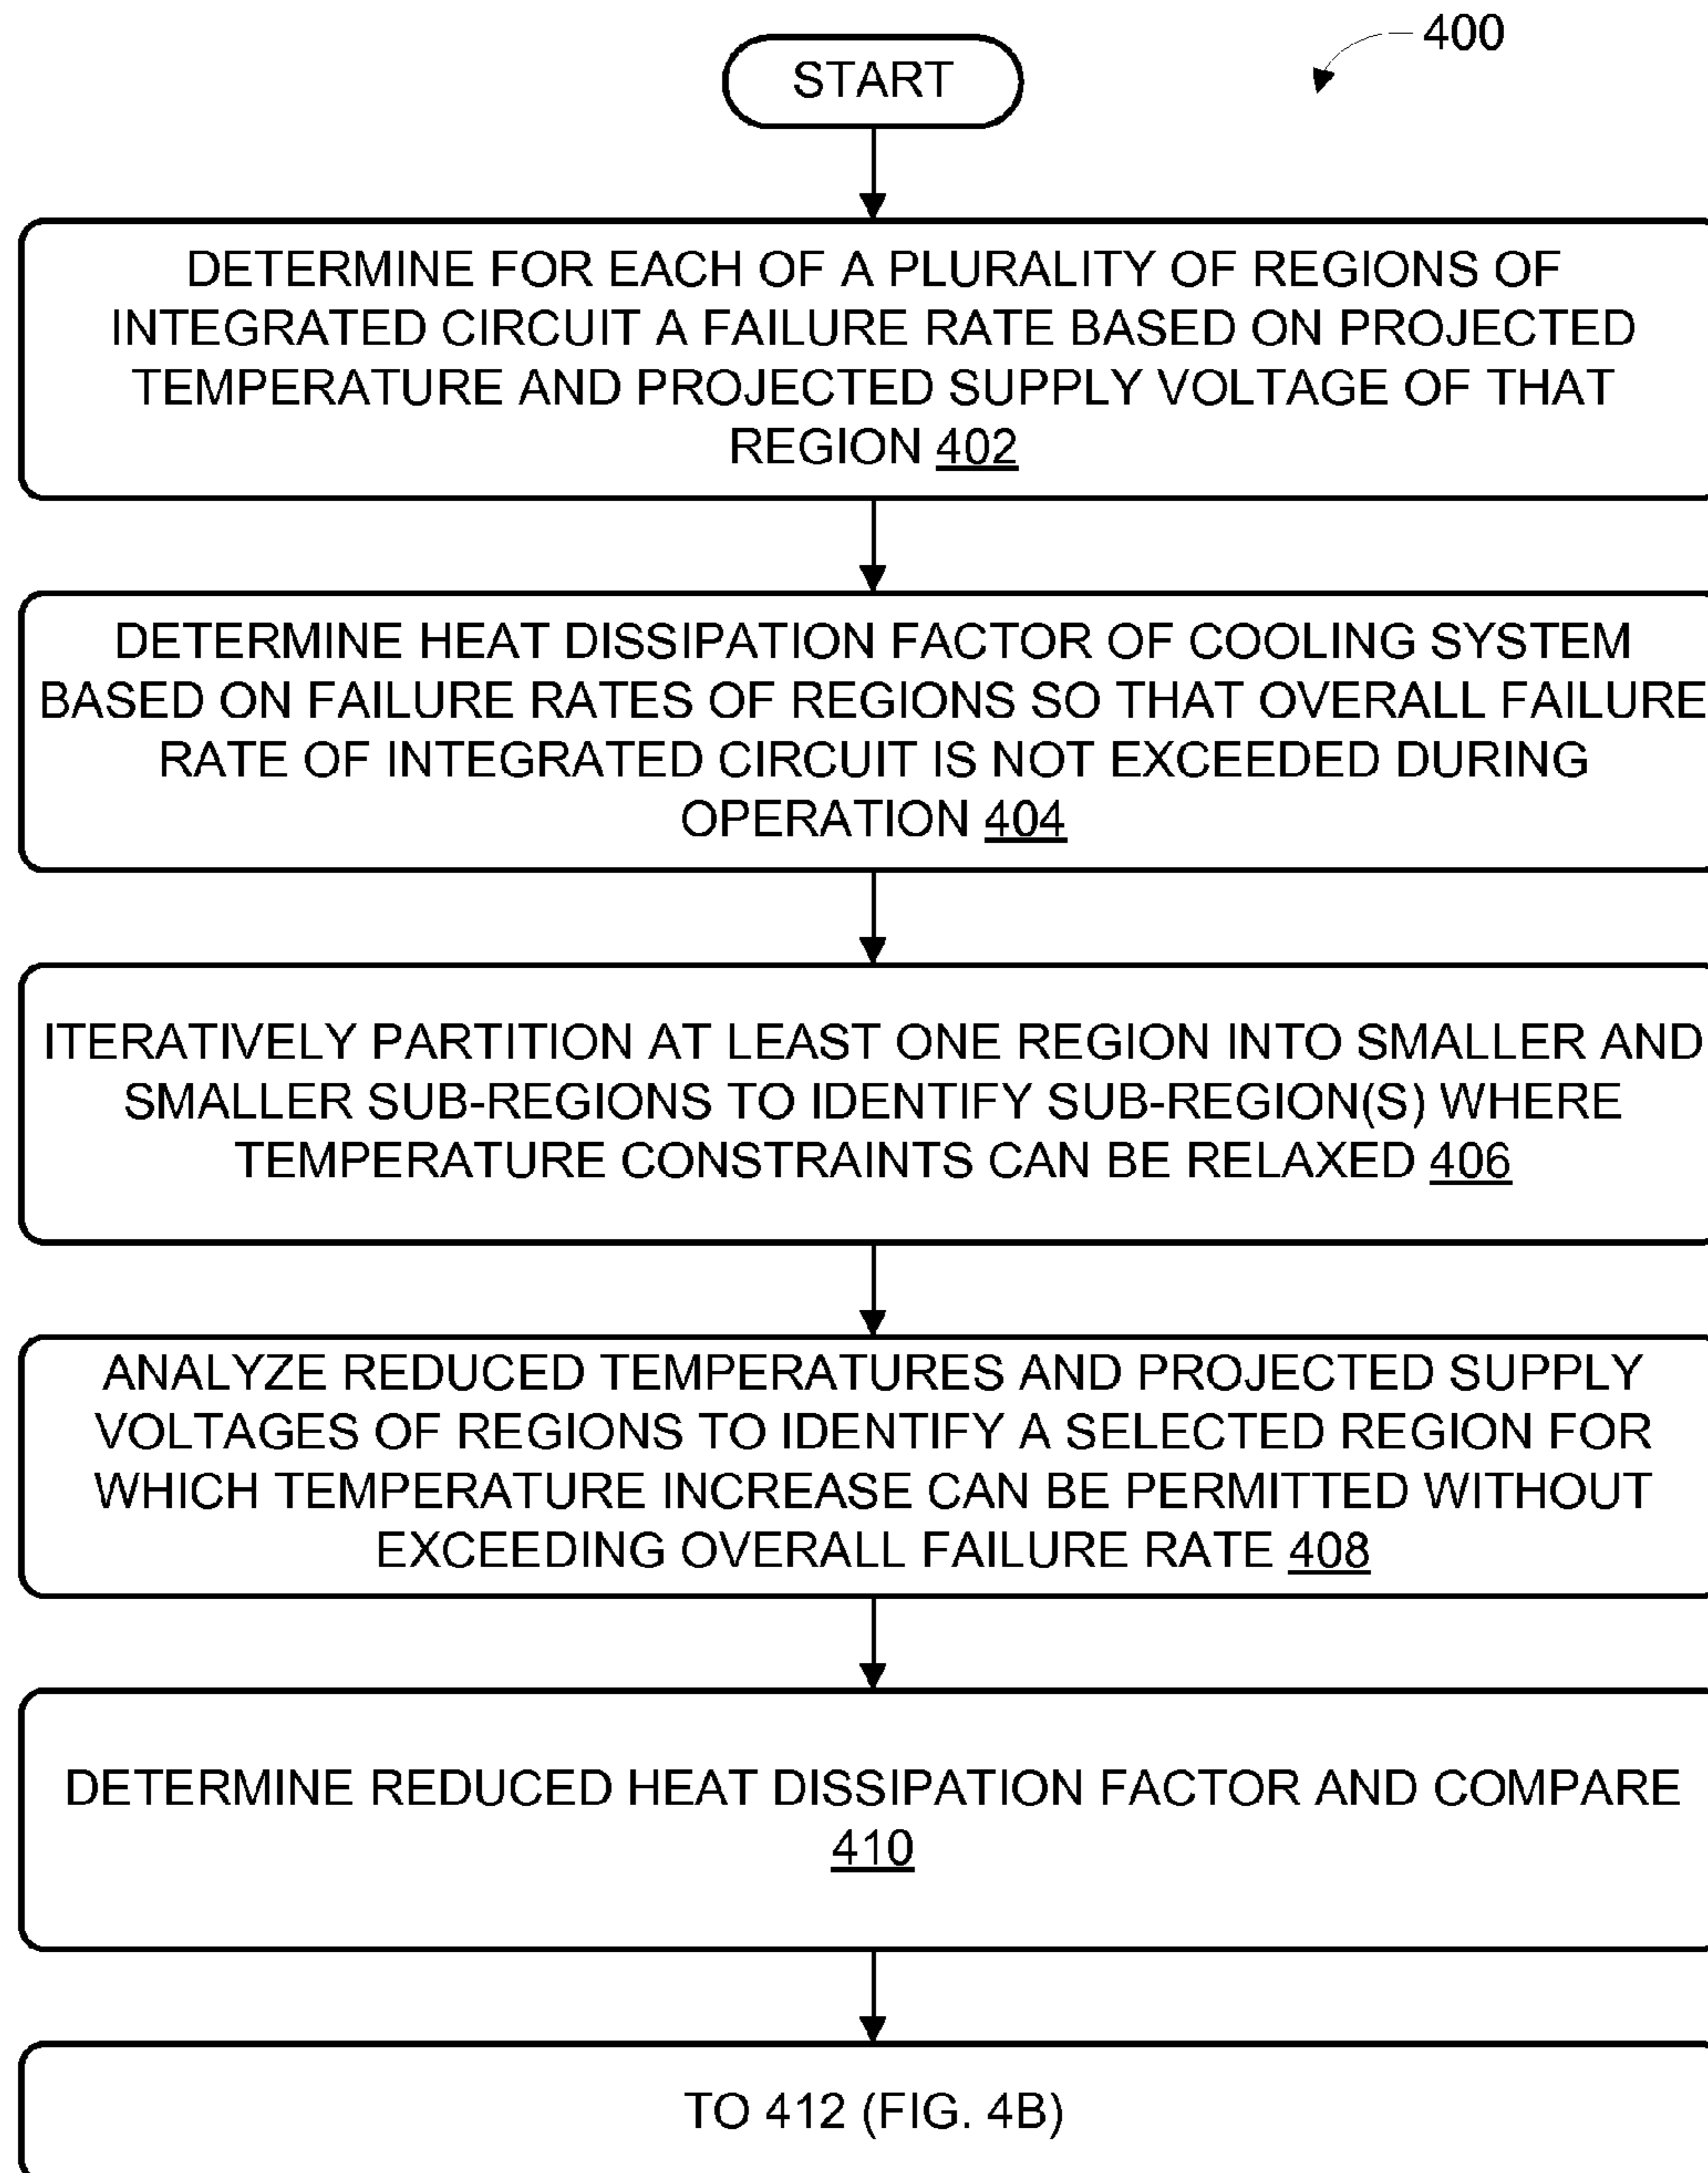 400
START
DETERMINE FOR EACH OF A PLURALITY OF REGIONS OF
INTEGRATED CIRCUIT A FAILURE RATE BASED ON PROJECTED
TEMPERATURE AND PROJECTED SUPPLY VOLTAGE OF THAT
REGION 402
DETERMINE HEAT DISSIPATION FACTOR OF COOLING SYSTEM
BASED ON FAILURE RATES OF REGIONS SO THAT OVERALL FAILURE
RATE OF INTEGRATED CIRCUIT IS NOT EXCEEDED DURING
OPERATION 404
ITERATIVELY PARTITION AT LEAST ONE REGION INTO SMALLER AND
SMALLER SUB-REGIONS TO IDENTIFY SUB-REGION(S) WHERE
TEMPERATURE CONSTRAINTS CAN BE RELAXED 406
ANALYZE REDUCED TEMPERATURES AND PROJECTED SUPPLY
VOLTAGES OF REGIONS TO IDENTIFY A SELECTED REGION FOR
WHICH TEMPERATURE INCREASE CAN BE PERMITTED WITHOUT
EXCEEDING OVERALL FAILURE RATE 408
DETERMINE REDUCED HEAT DISSIPATION FACTOR AND COMPARE
410
TO 412 (FIG. 4B)